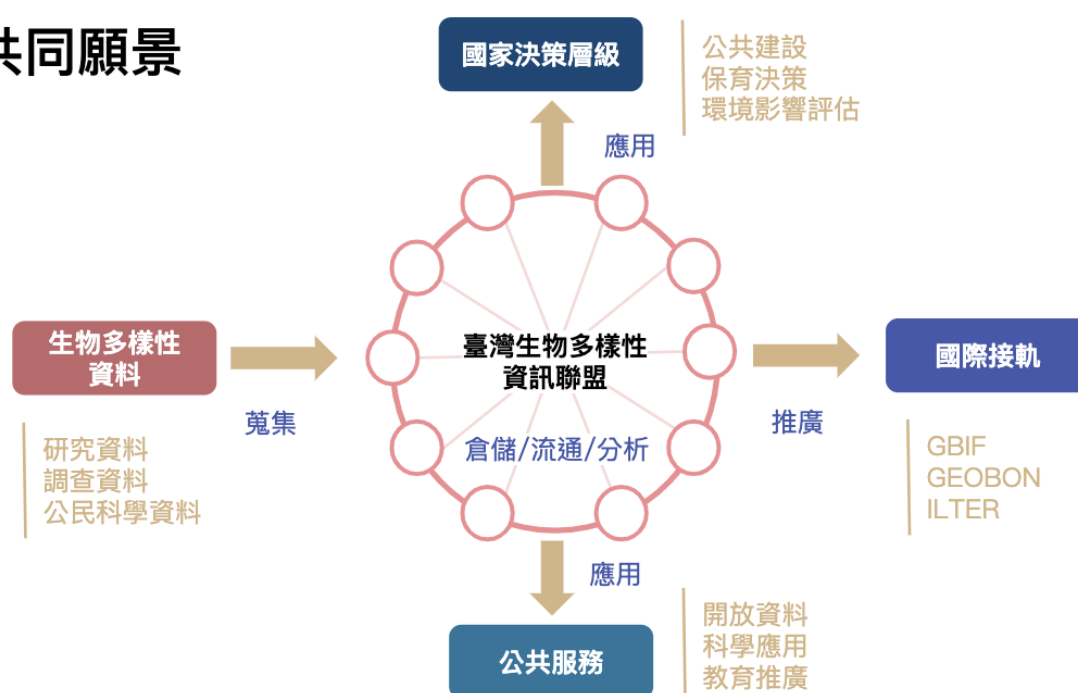 共同願景
國家決策層級
公共建設
保育決策
環境影響評估
應用
生物多樣性
資料
蒐集
研究資料
調查資料
公民科學資料
臺灣生物多樣性
資訊聯盟
倉儲/流通/分析
推廣
國際接軌
GBIF
GEOBON
ILTER
應用
公共服務
開放資料
科學應用
教育推廣